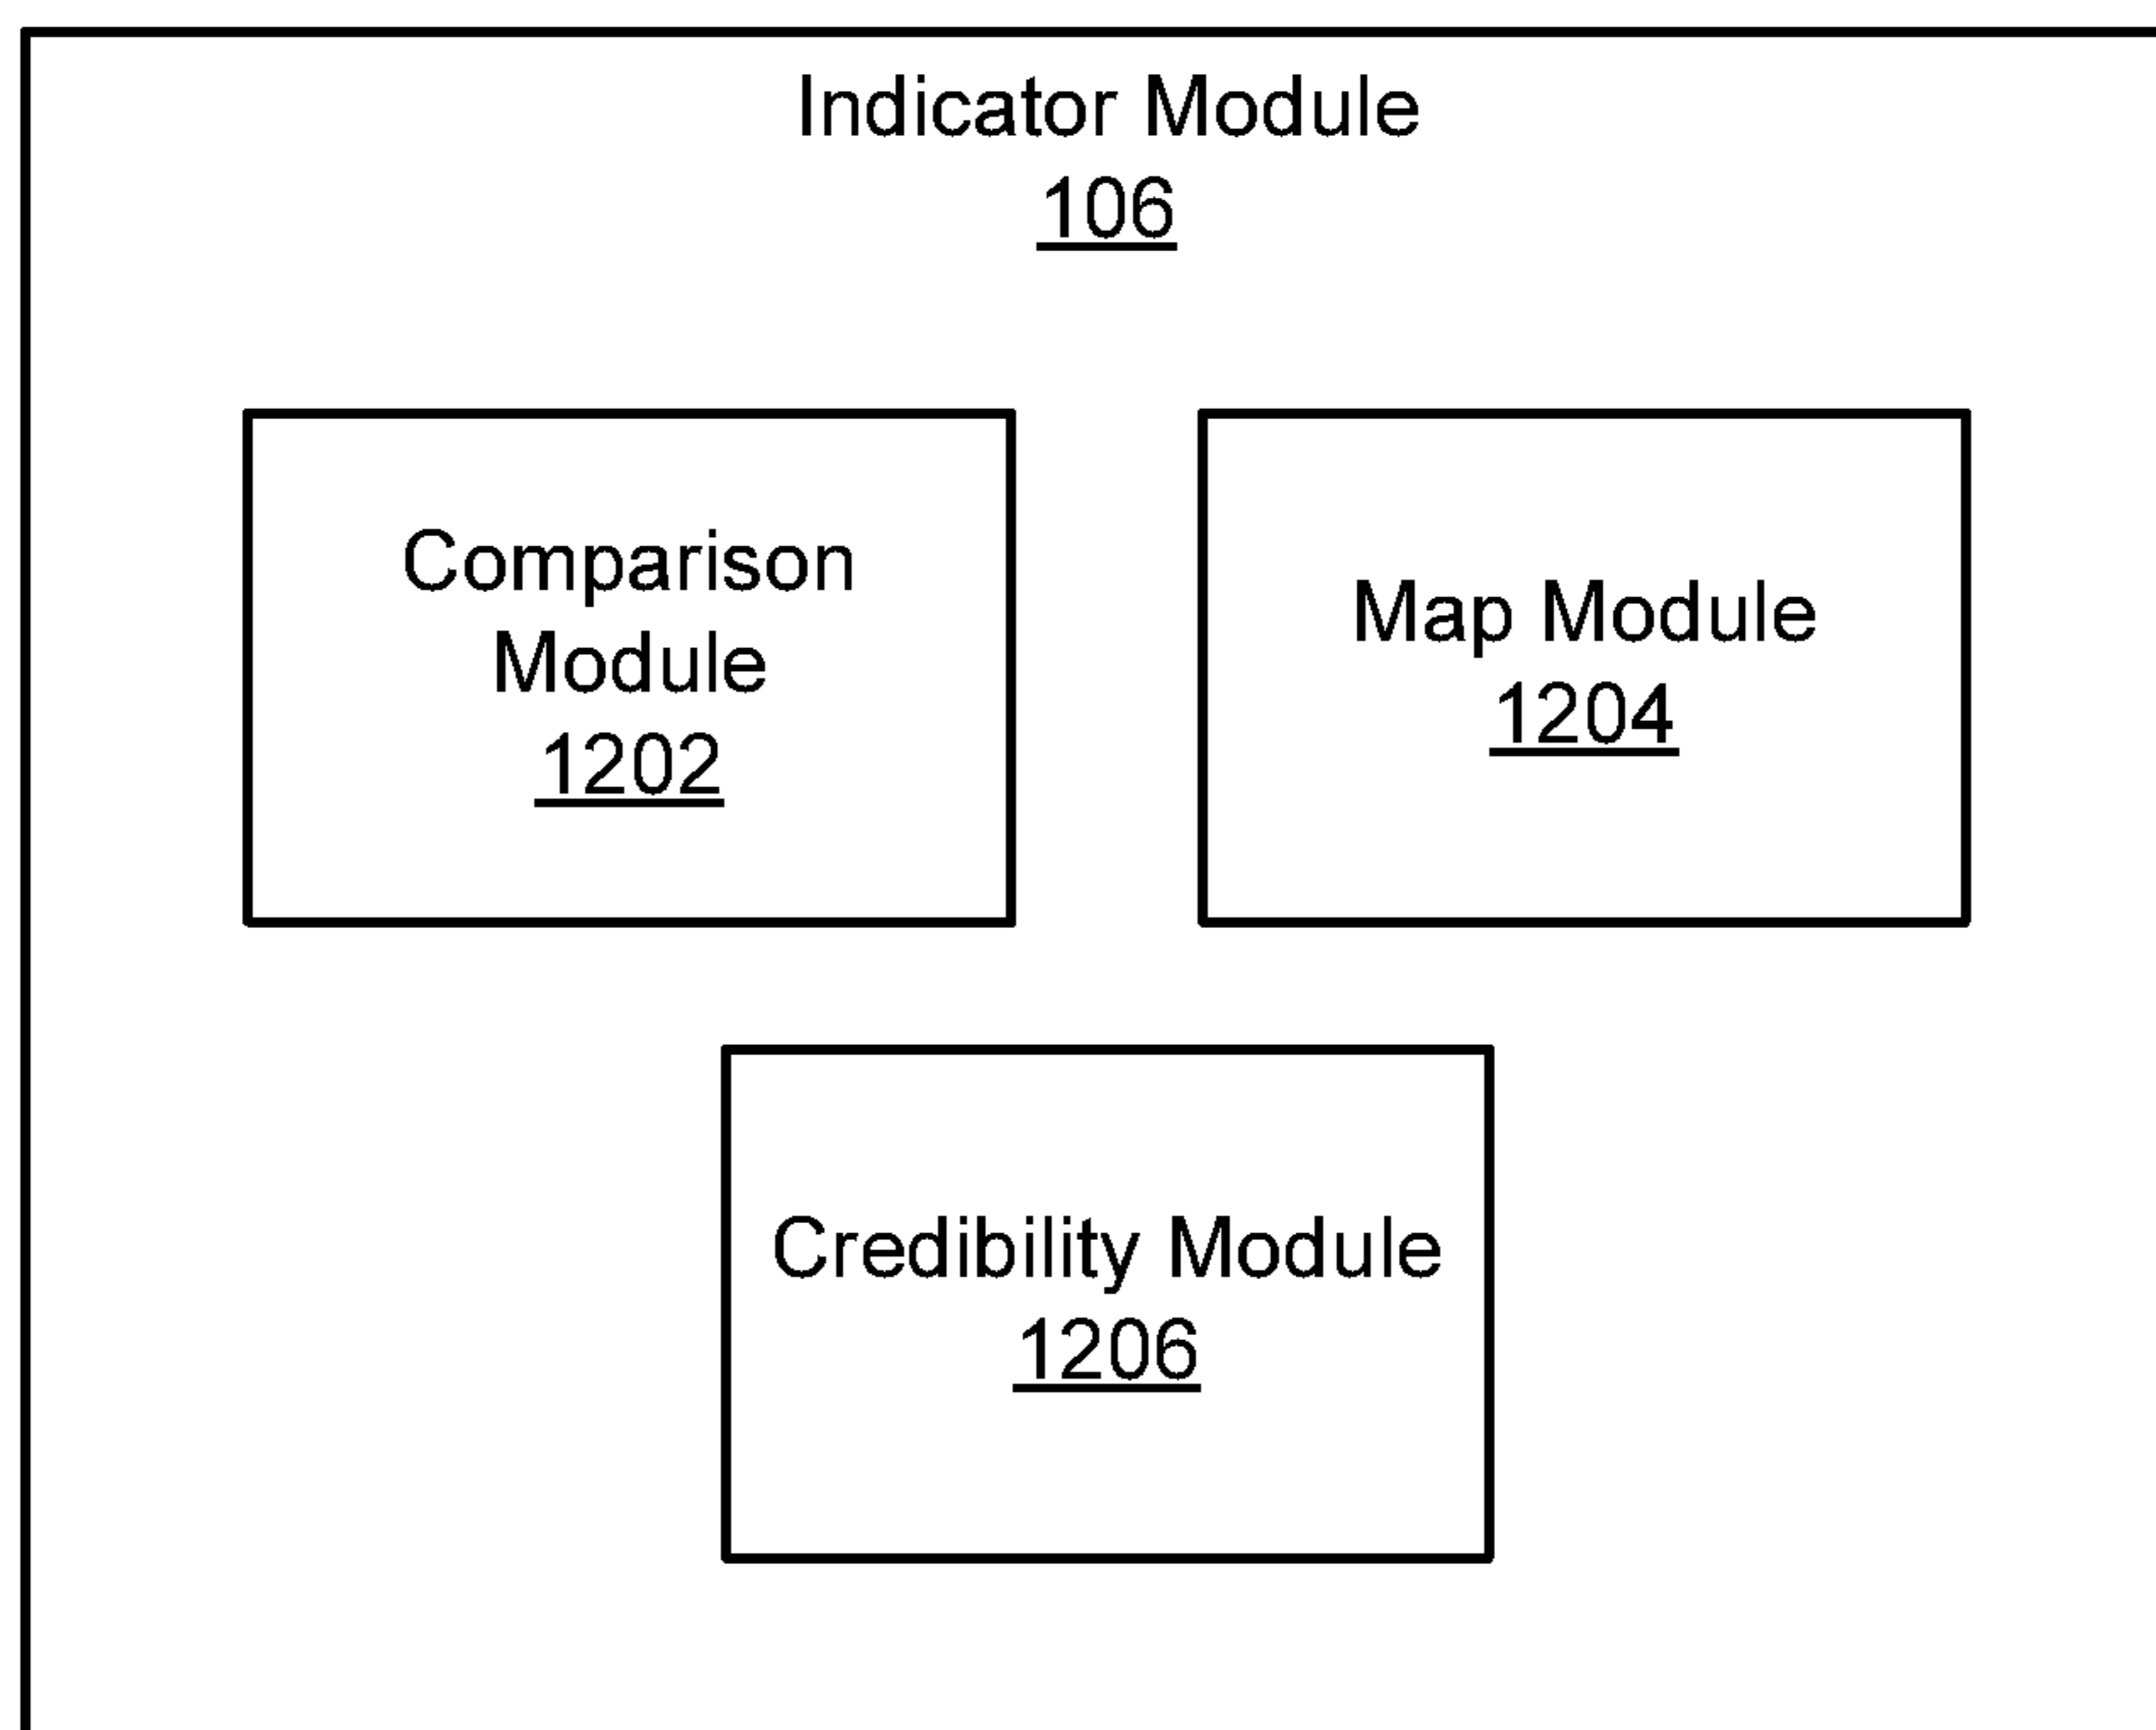 Indicator Module
106
Comparison
Module
1202
Map Module
1204
Credibility Module
1206